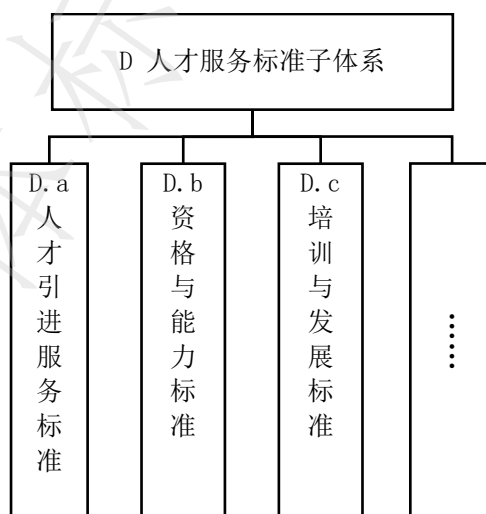 D 人才服务标准子体系
D.a
人才引进服务标准
D.b
资格与能力标准
D.c
培训与发展标准
……